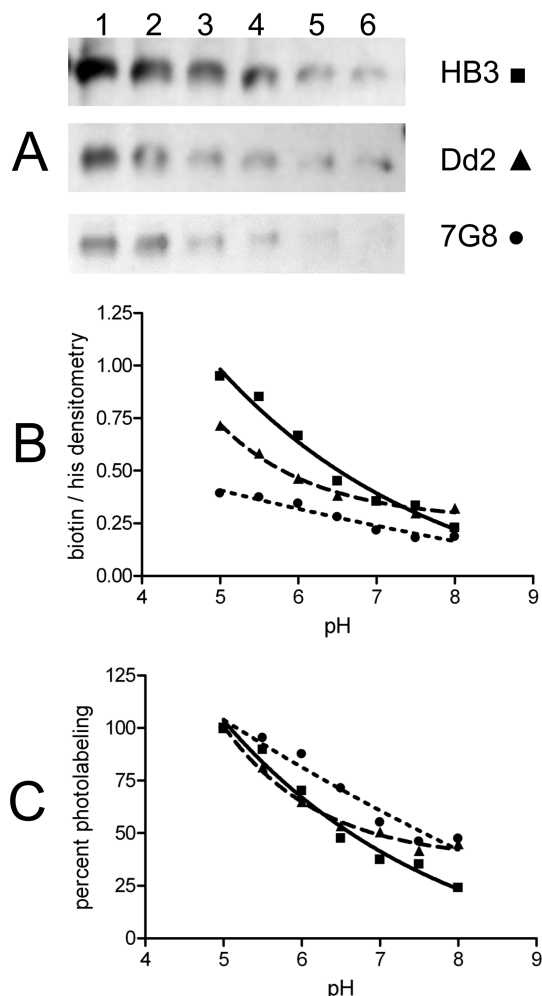 1 2 3 4 5 6
HB3
A
Dd2
7G8
B
biotin / his densitometry
1.25
1.00
0.75
0.50
0.25
0.00
4 5 6 7 8 9
pH
C
percent photolabeling
125
100
75
50
25
0
4 5 6 7 8 9
pH